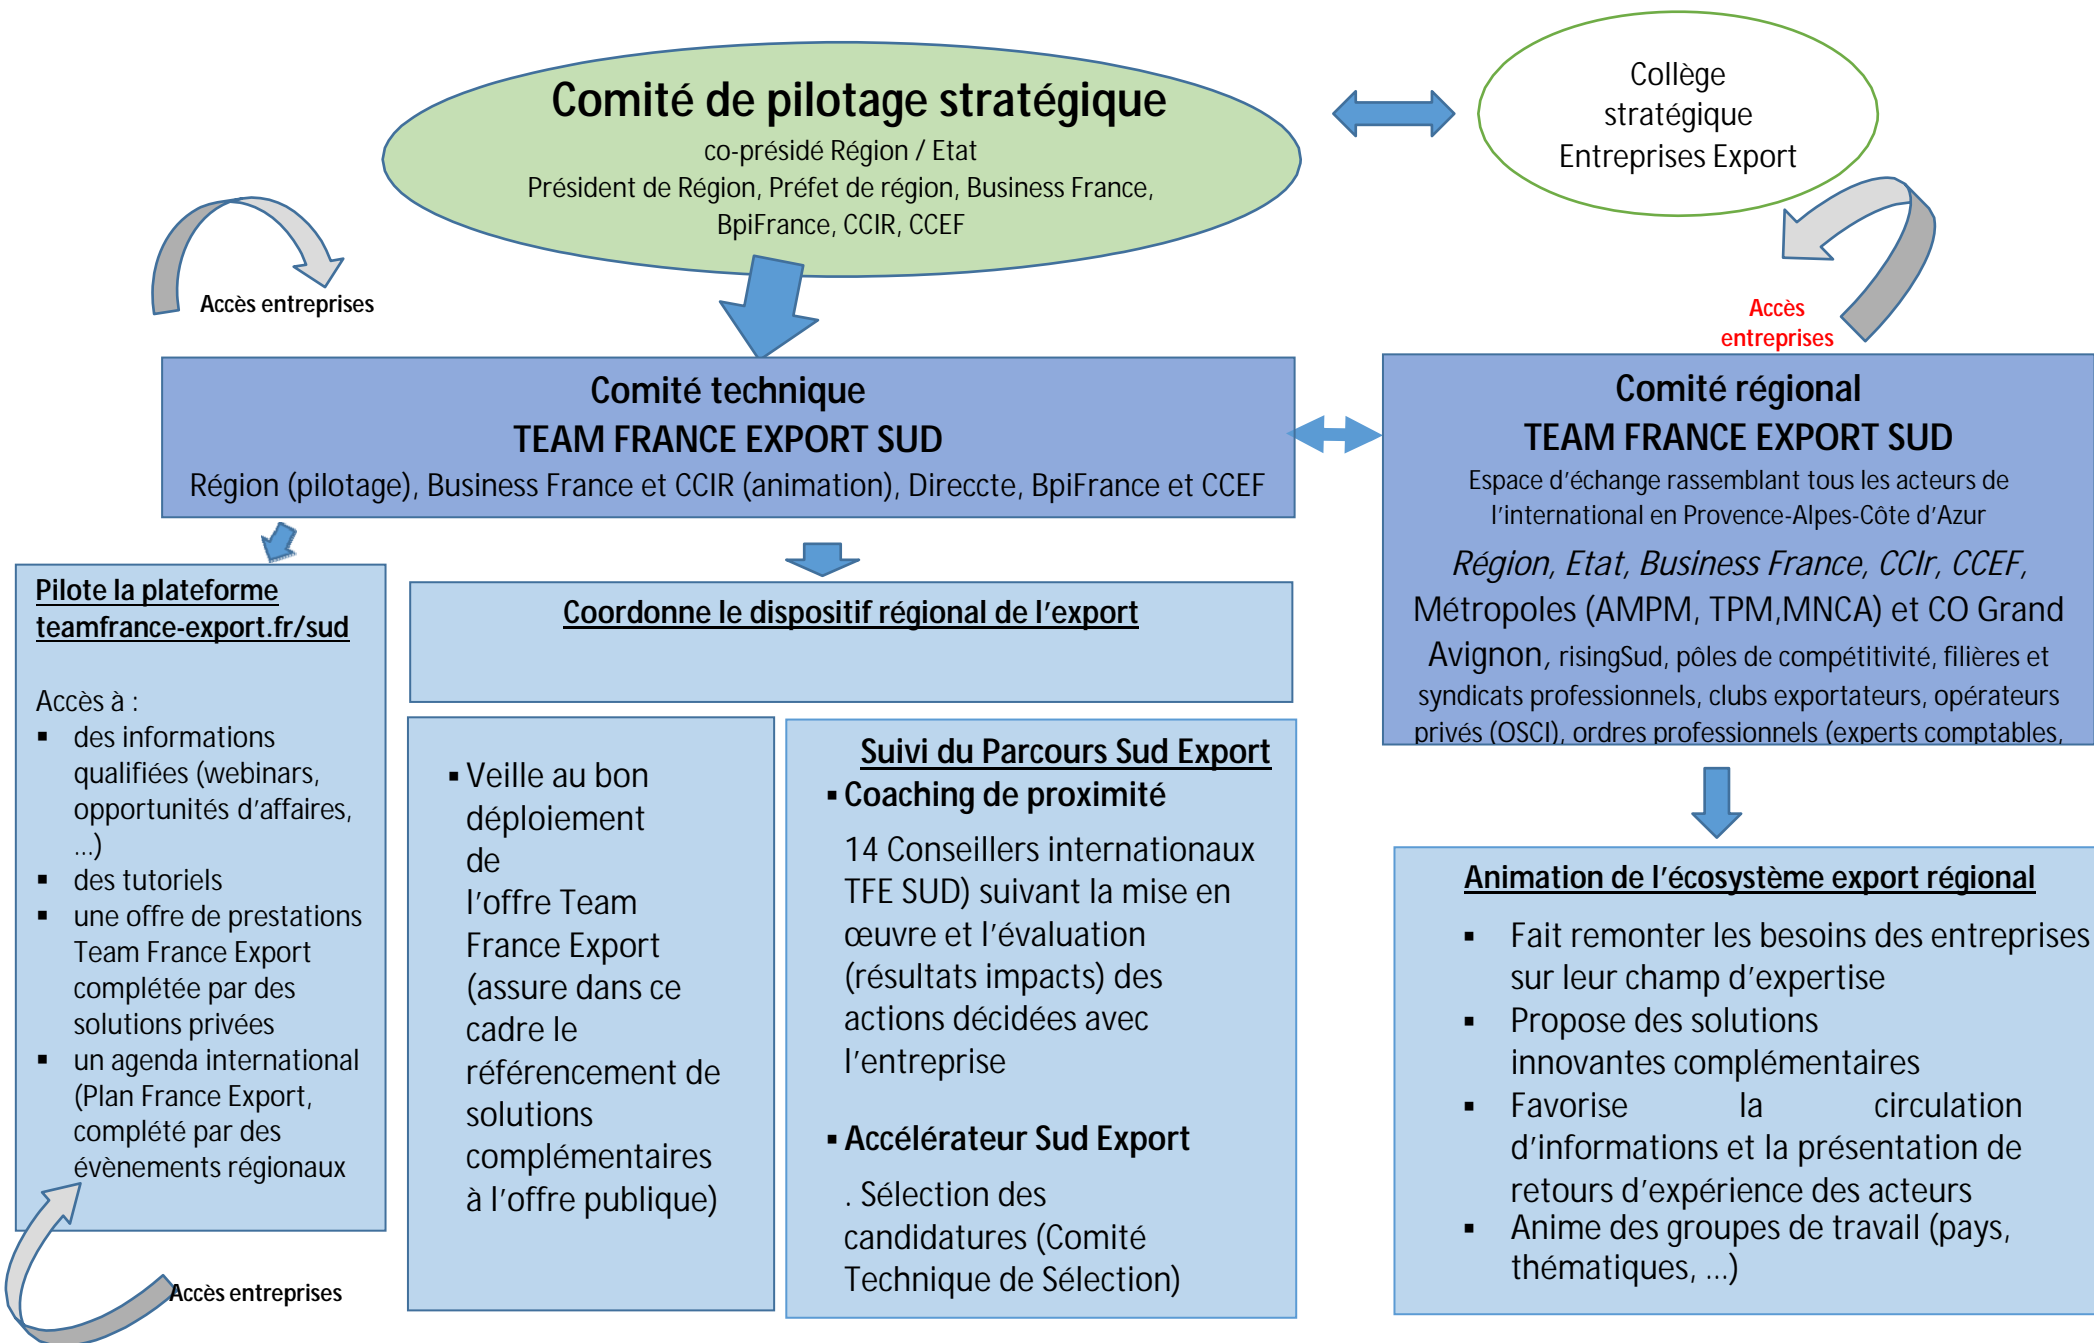 Comité de pilotage stratégique
co-présidé Région / Etat
Président de Région, Préfet de région, Business France,
BpiFrance, CCIR, CCEF
Collège
stratégique
Entreprises Export
Accès entreprises
Accès
entreprises
Comité technique
TEAM FRANCE EXPORT SUD
Région (pilotage), Business France et CCIR (animation), Direccte, BpiFrance et CCEF
Comité régional
TEAM FRANCE EXPORT SUD
Espace d'échange rassemblant tous les acteurs de
l'international en Provence-Alpes-Côte d'Azur
Région, Etat, Business France, CCIr, CCEF,
Métropoles (AMPM, TPM,MNCA) et CO Grand
Avignon, risingSud, pôles de compétitivité, filières et
syndicats professionnels, clubs exportateurs, opérateurs
privés (OSCI), ordres professionnels (experts comptables,
Pilote la plateforme
teamfrance-export.fr/sud
Accès à :
▪ des informations
qualifiées (webinars,
opportunités d'affaires,
...)
▪ des tutoriels
▪ une offre de prestations
Team France Export
complétée par des
solutions privées
▪ un agenda international
(Plan France Export,
complété par des
évènements régionaux
Accès entreprises
Coordonne le dispositif régional de l'export
▪ Veille au bon
déploiement
de
l'offre Team
France Export
(assure dans ce
cadre le
référencement de
solutions
complémentaires
à l'offre publique)
Suivi du Parcours Sud Export
▪ Coaching de proximité
14 Conseillers internationaux
TFE SUD) suivant la mise en
œuvre et l'évaluation
(résultats impacts) des
actions décidées avec
l'entreprise
▪ Accélérateur Sud Export
. Sélection des
candidatures (Comité
Technique de Sélection)
Animation de l'écosystème export régional
▪ Fait remonter les besoins des entreprises
sur leur champ d'expertise
▪ Propose des solutions
innovantes complémentaires
▪ Favorise la circulation
d'informations et la présentation de
retours d'expérience des acteurs
▪ Anime des groupes de travail (pays,
thématiques, ...)